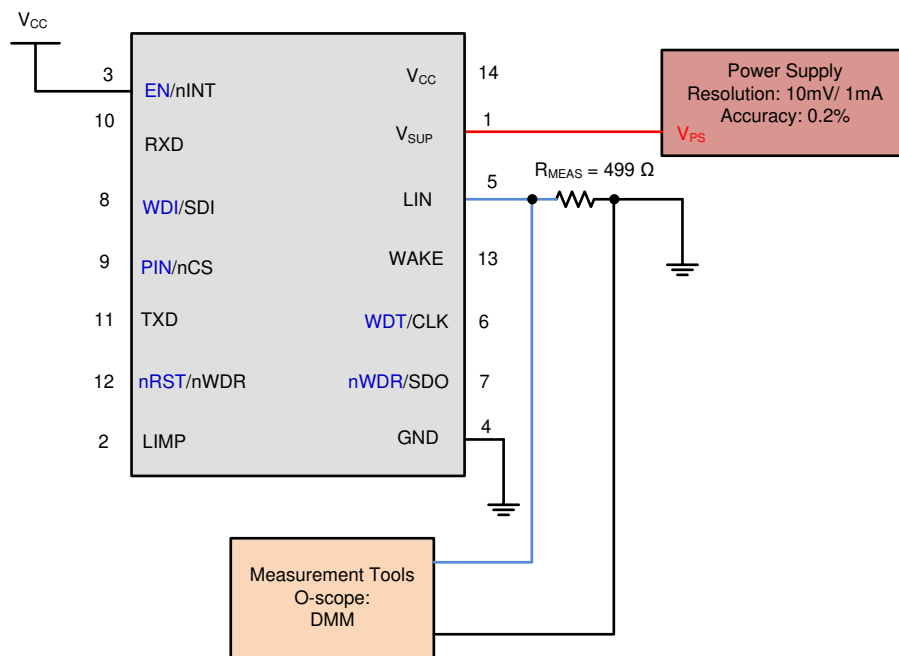 VCC
3
EN/nINT
VCC
14
Power Supply
Resolution: 10mV/ 1mA
Accuracy: 0.2%
10
RXD
VSUP
1
VPS
8
WDI/SDI
LIN
5
RMEAS = 499 Ω
9
PIN/nCS
WAKE
13
11
TXD
WDT/CLK
6
12
nRST/nWDR
nWDR/SDO
7
2
LIMP
GND
4
Measurement Tools
O-scope:
DMM